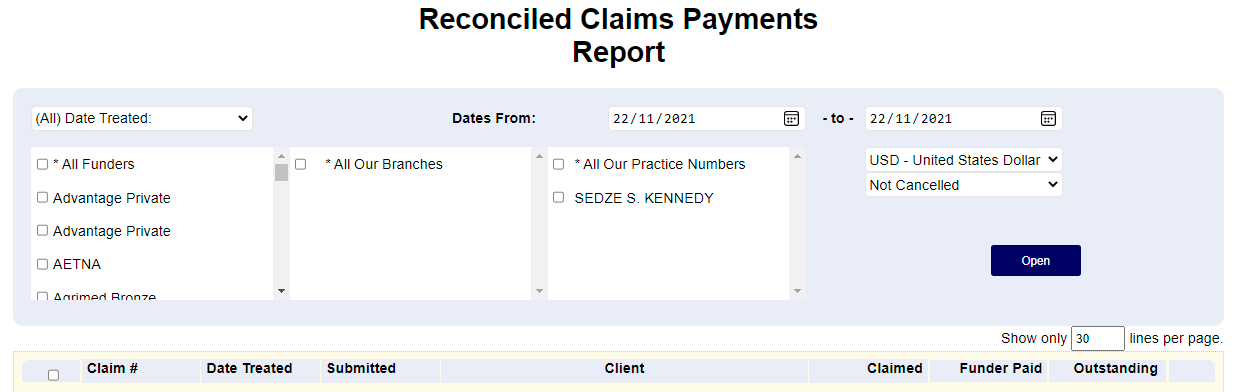 Reconciled Claims Payments
Report
(All) Date Treated: Dates From: 22/11/2021 - to - 22/11/2021
* All Funders * All Our Branches * All Our Practice Numbers USD - United States Dollar
Not Cancelled
Advantage Private SEDZE S. KENNEDY
Advantage Private
AETNA Open
Agrimed Bronze
Show only 30 lines per page.
Claim # Date Treated Submitted Client Claimed Funder Paid Outstanding